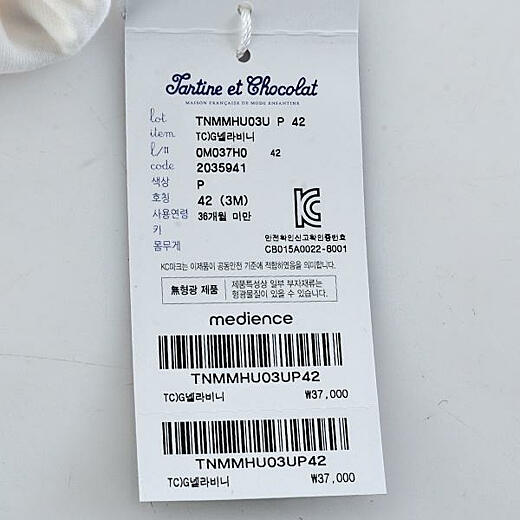 Tartine et Chocolat
MAISON FRANÇAISE DE MODE ENFANTINE
lot TNMMHU03U P 42
item TC)G넬라비니
l/n 0M037H0 42
code 2035941
색상 P
호칭 42 (3M)
사용연령 36개월 미만
키
몸무게
안전확인신고확인증번호
CB015A0022-8001
KC마크는 이제품이 공통안전 기준에 적합하였음을 의미합니다.
無형광 제품 제품특성상 일부 부자재류는
형광물질이 있을 수 있습니다.
medience
TNMMHU03UP42
TC)G넬라비니 ₩37,000
TNMMHU03UP42
TC)G넬라비니 ₩37,000